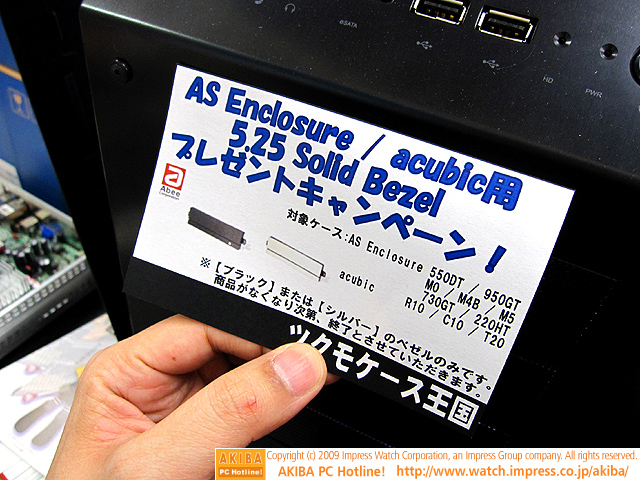 eSATA
HD
PWR
AS Enclosure / acubic用
5.25 Solid Bezel
プレゼントキャンペーン！
a
Abee
Corporation
対象ケース:AS Enclosure 550DT / 950GT
M0 / M4B / M5
730GT / 220HT
R10 / C10 / T20
acubic
※【ブラック】または【シルバー】のベゼルのみです。
商品がなくなり次第、終了とさせていただきます。
ツクモケース王国
AKIBA
PC Hotline!
Copyright (c) 2009 Impress Watch Corporation, an Impress Group company. All rights reserved.
AKIBA PC Hotline! http://www.watch.impress.co.jp/akiba/